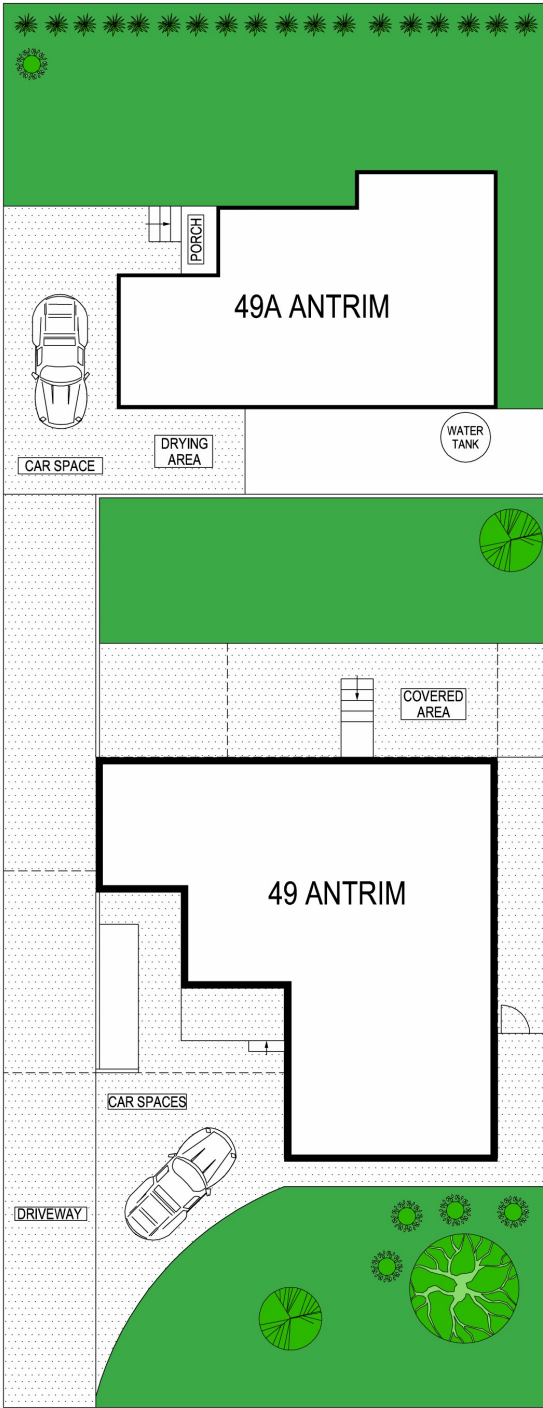 PORCH
49A ANTRIM
WATER
TANK
DRYING
AREA
CAR SPACE
COVERED
AREA
49 ANTRIM
CAR SPACES
DRIVEWAY